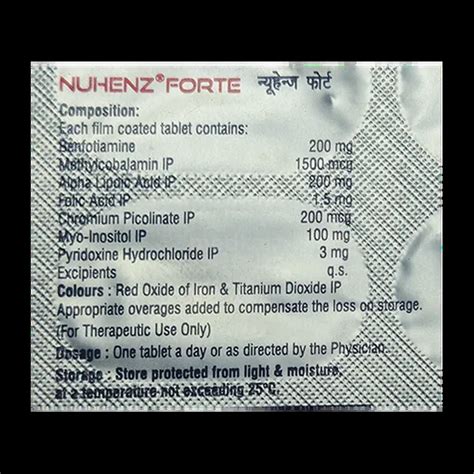 NUHENZ® FORTE न्यूहेन्ज फोर्ट
Composition:
Each film coated tablet contains:
Benfotiamine 200 mg
Methylcobalamin IP 1500 mcg
Alpha Lipoic Acid IP 200 mg
Folic Acid IP 1.5 mg
Chromium Picolinate IP 200 mcg
Myo-Inositol IP 100 mg
Pyridoxine Hydrochloride IP 3 mg
Excipients q.s.
Colours : Red Oxide of Iron & Titanium Dioxide IP
Appropriate overages added to compensate the loss on storage.
(For Therapeutic Use Only)
Dosage : One tablet a day or as directed by the Physician.
Storage : Store protected from light & moisture,
at a temperature not exceeding 25°C.